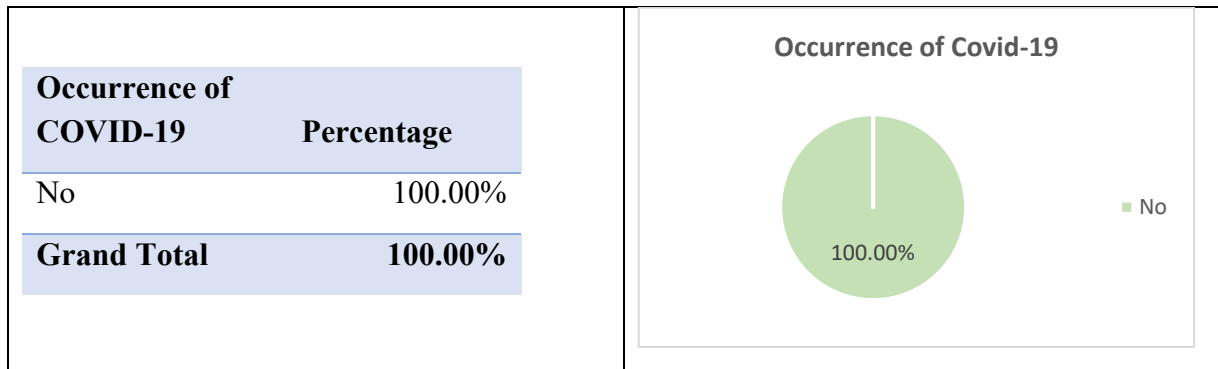 Occurrence of
COVID-19 Percentage
No 100.00%
Grand Total 100.00%
Occurrence of Covid-19
100.00%
No